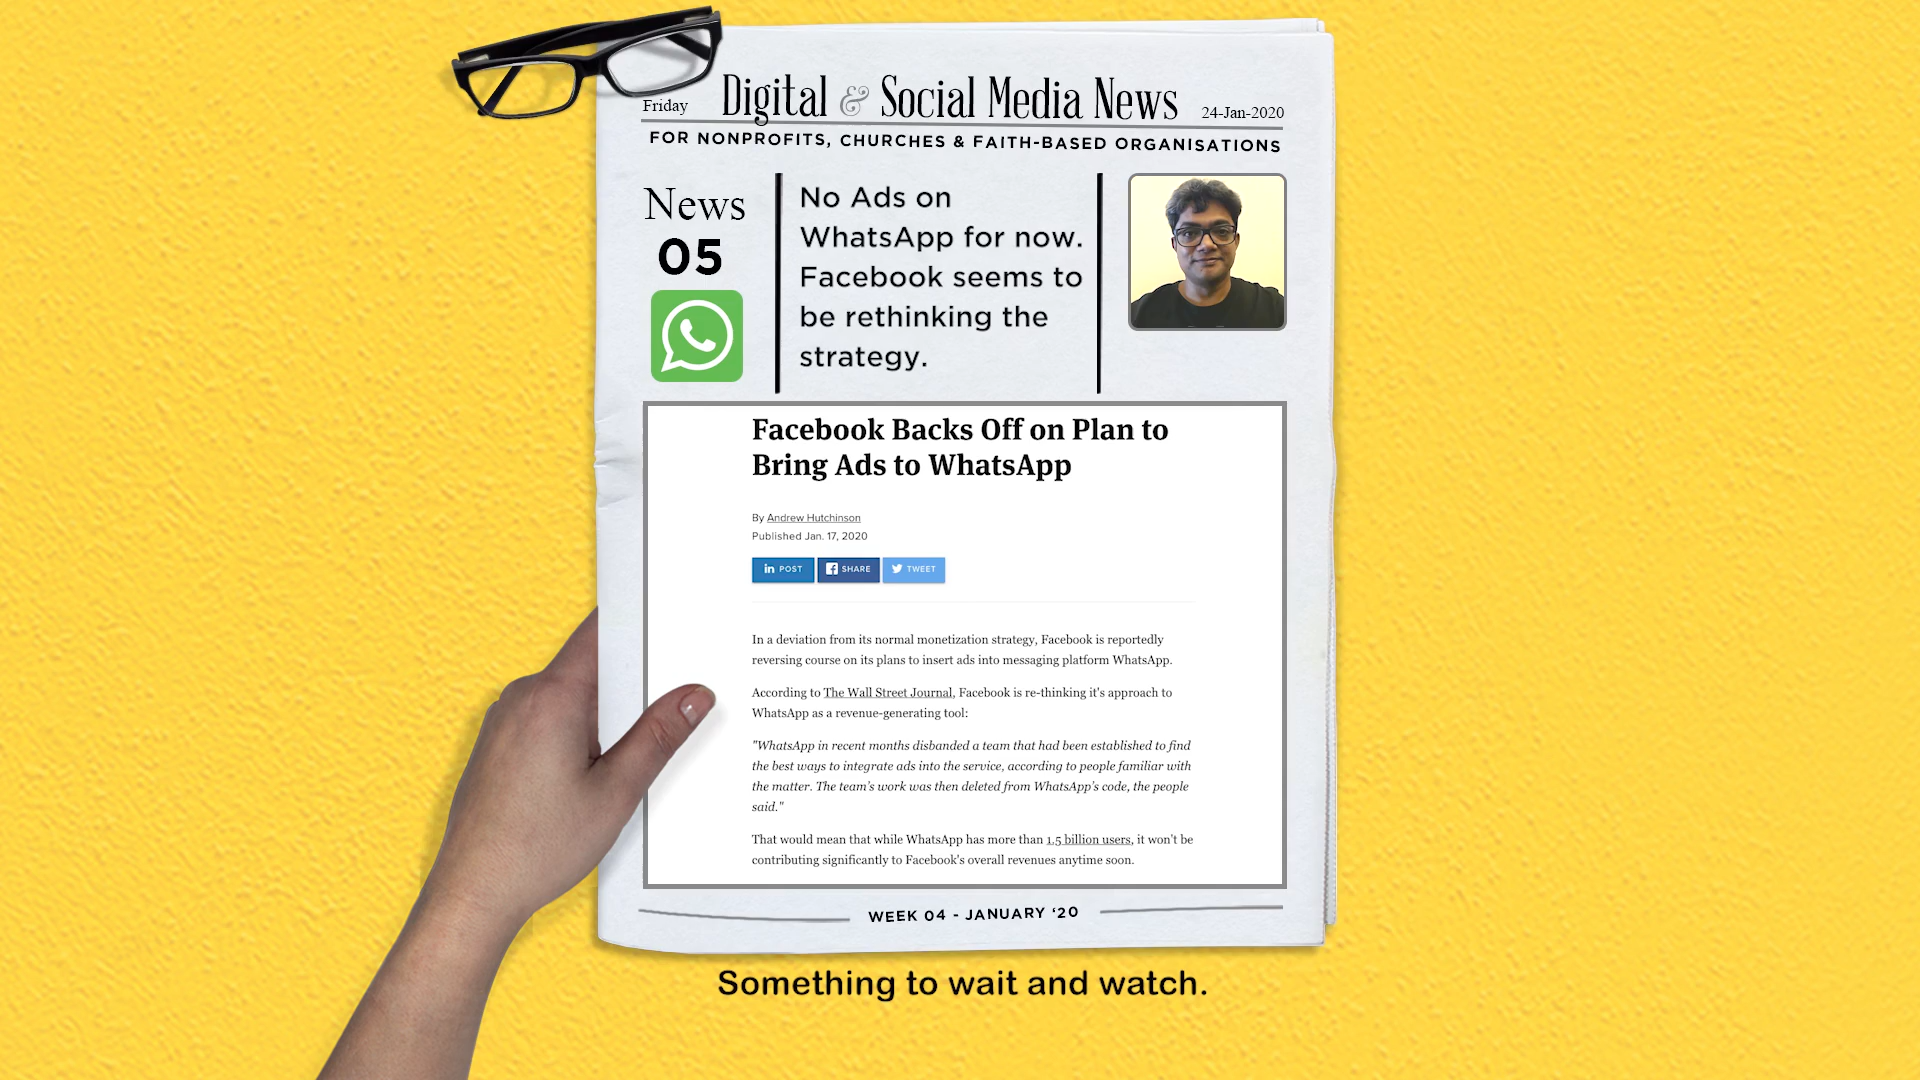 Friday
Digital & Social Media News
24-Jan-2020
FOR NONPROFITS, CHURCHES & FAITH-BASED ORGANISATIONS
News
05
No Ads on
WhatsApp for now.
Facebook seems to
be rethinking the
strategy.
Facebook Backs Off on Plan to
Bring Ads to WhatsApp
By Andrew Hutchinson
Published Jan. 17, 2020
in POST
SHARE
TWEET
In a deviation from its normal monetization strategy, Facebook is reportedly
reversing course on its plans to insert ads into messaging platform WhatsApp.
According to The Wall Street Journal, Facebook is re-thinking it's approach to
WhatsApp as a revenue-generating tool:
"WhatsApp in recent months disbanded a team that had been established to find
the best ways to integrate ads into the service, according to people familiar with
the matter. The team's work was then deleted from WhatsApp's code, the people
said."
That would mean that while WhatsApp has more than 1.5 billion users, it won't be
contributing significantly to Facebook's overall revenues anytime soon.
WEEK 04 - JANUARY ‘20
Something to wait and watch.